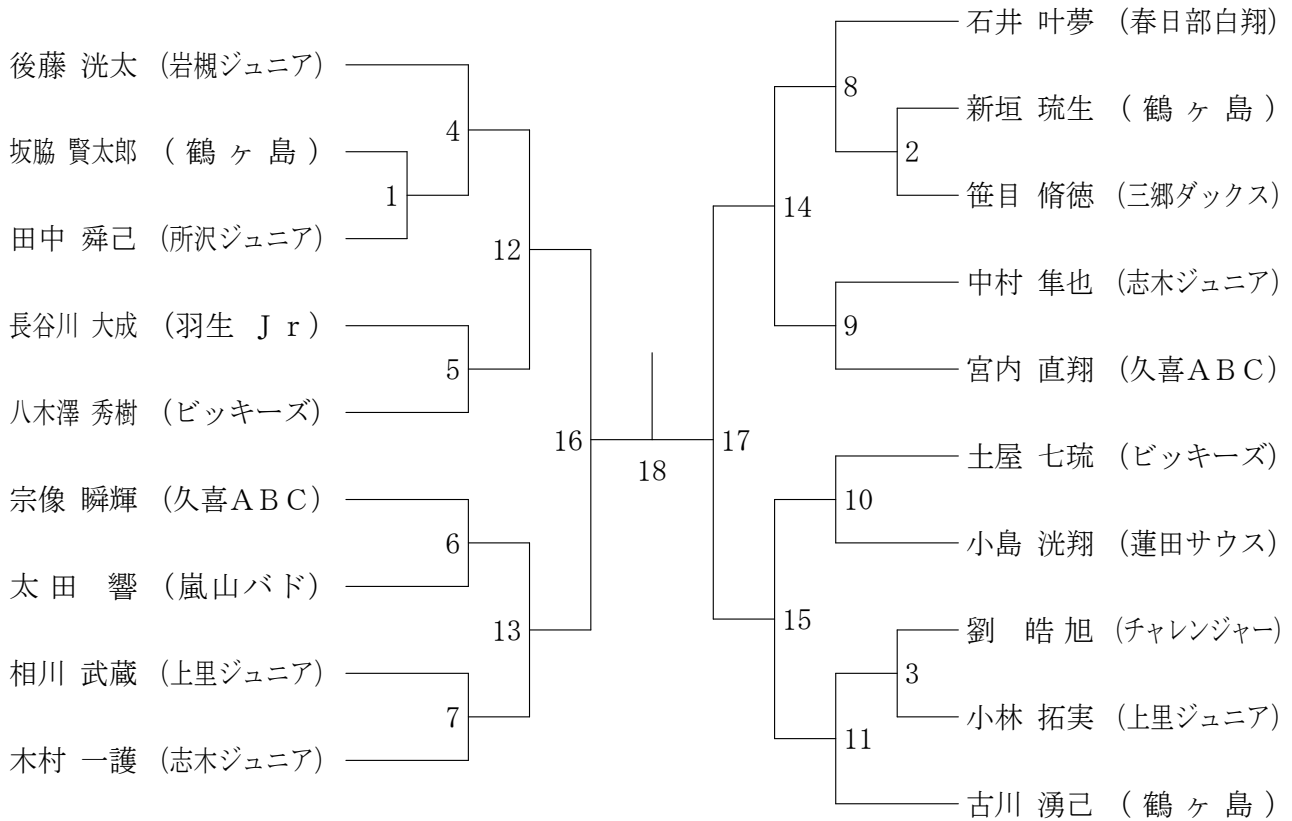 後藤 洸太 (岩槻ジュニア)
坂脇 賢太郎 (鶴ヶ島)
田中 舜己 (所沢ジュニア)
長谷川 大成 (羽生 Ｊｒ)
八木澤 秀樹 (ビッキーズ)
宗像 瞬輝 (久喜ＡＢＣ)
太田 響 (嵐山バド)
相川 武蔵 (上里ジュニア)
木村 一護 (志木ジュニア)
1
4
5
6
7
12
13
16
18
17
14
15
8
9
10
11
2
3
石井 叶夢 (春日部白翔)
新垣 琉生 (鶴ヶ島)
笹目 脩徳 (三郷ダックス)
中村 隼也 (志木ジュニア)
宮内 直翔 (久喜ＡＢＣ)
土屋 七琉 (ビッキーズ)
小島 洸翔 (蓮田サウス)
劉 皓旭 (チャレンジャー)
小林 拓実 (上里ジュニア)
古川 湧己 (鶴ヶ島)